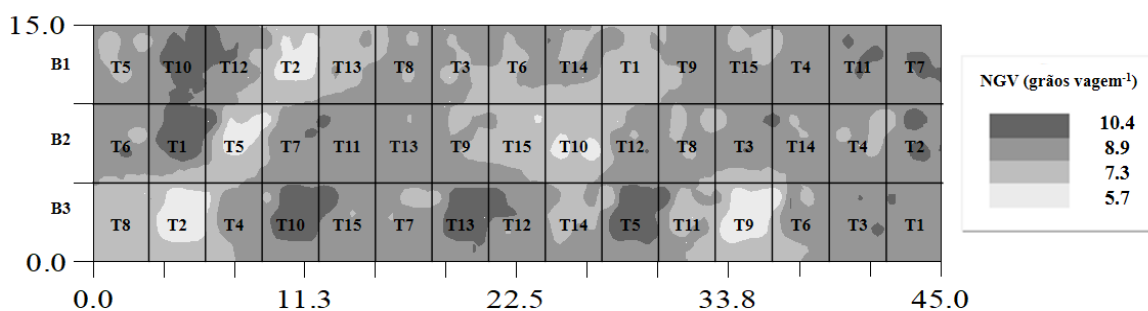 15.0
B1 T5 T10 T12 T2 T13 T8 T3 T6 T14 T1 T9 T15 T4 T11 T7
B2 T6 T1 T5 T7 T11 T13 T9 T15 T10 T12 T8 T3 T14 T4 T2
B3 T8 T2 T4 T10 T15 T7 T13 T12 T14 T5 T11 T9 T6 T3 T1
0.0
0.0 11.3 22.5 33.8 45.0
NGV (grãos vagem⁻¹)
10.4
8.9
7.3
5.7